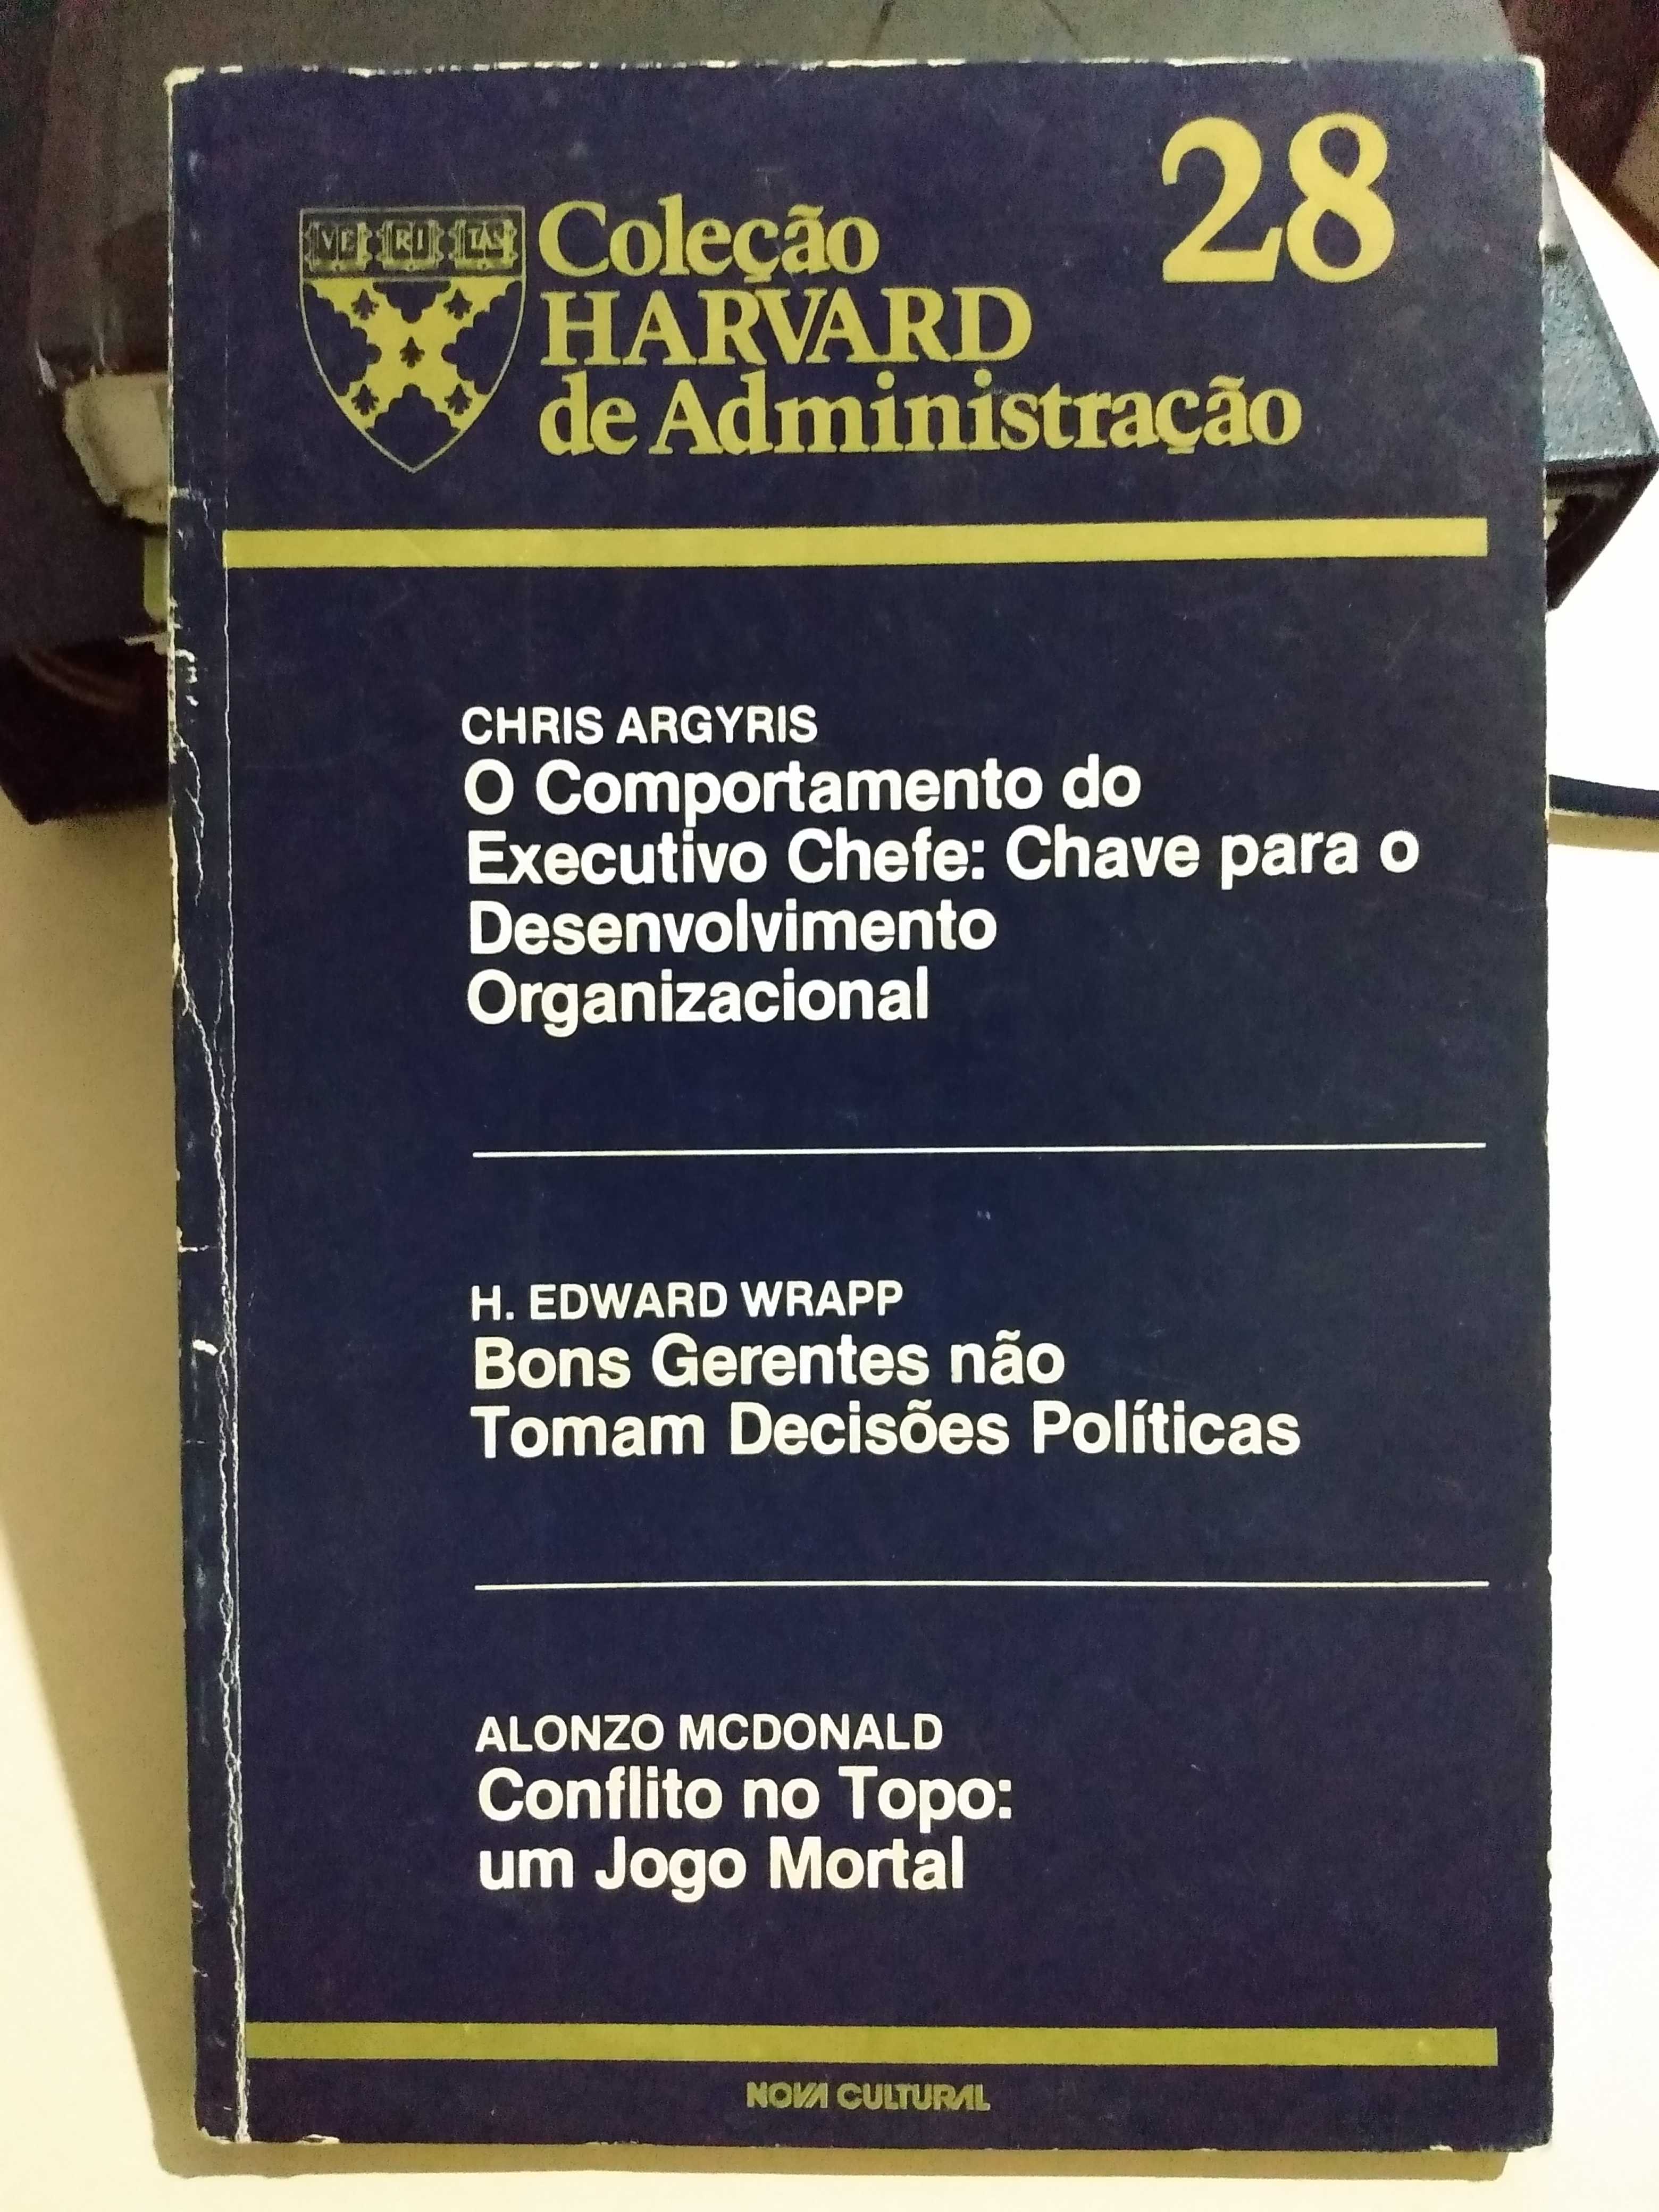 28
VE RI TAS
Coleção
HARVARD
de Administração
CHRIS ARGYRIS
O Comportamento do
Executivo Chefe: Chave para o
Desenvolvimento
Organizacional
H. EDWARD WRAPP
Bons Gerentes não
Tomam Decisões Políticas
ALONZO MCDONALD
Conflito no Topo:
um Jogo Mortal
NOVA CULTURAL